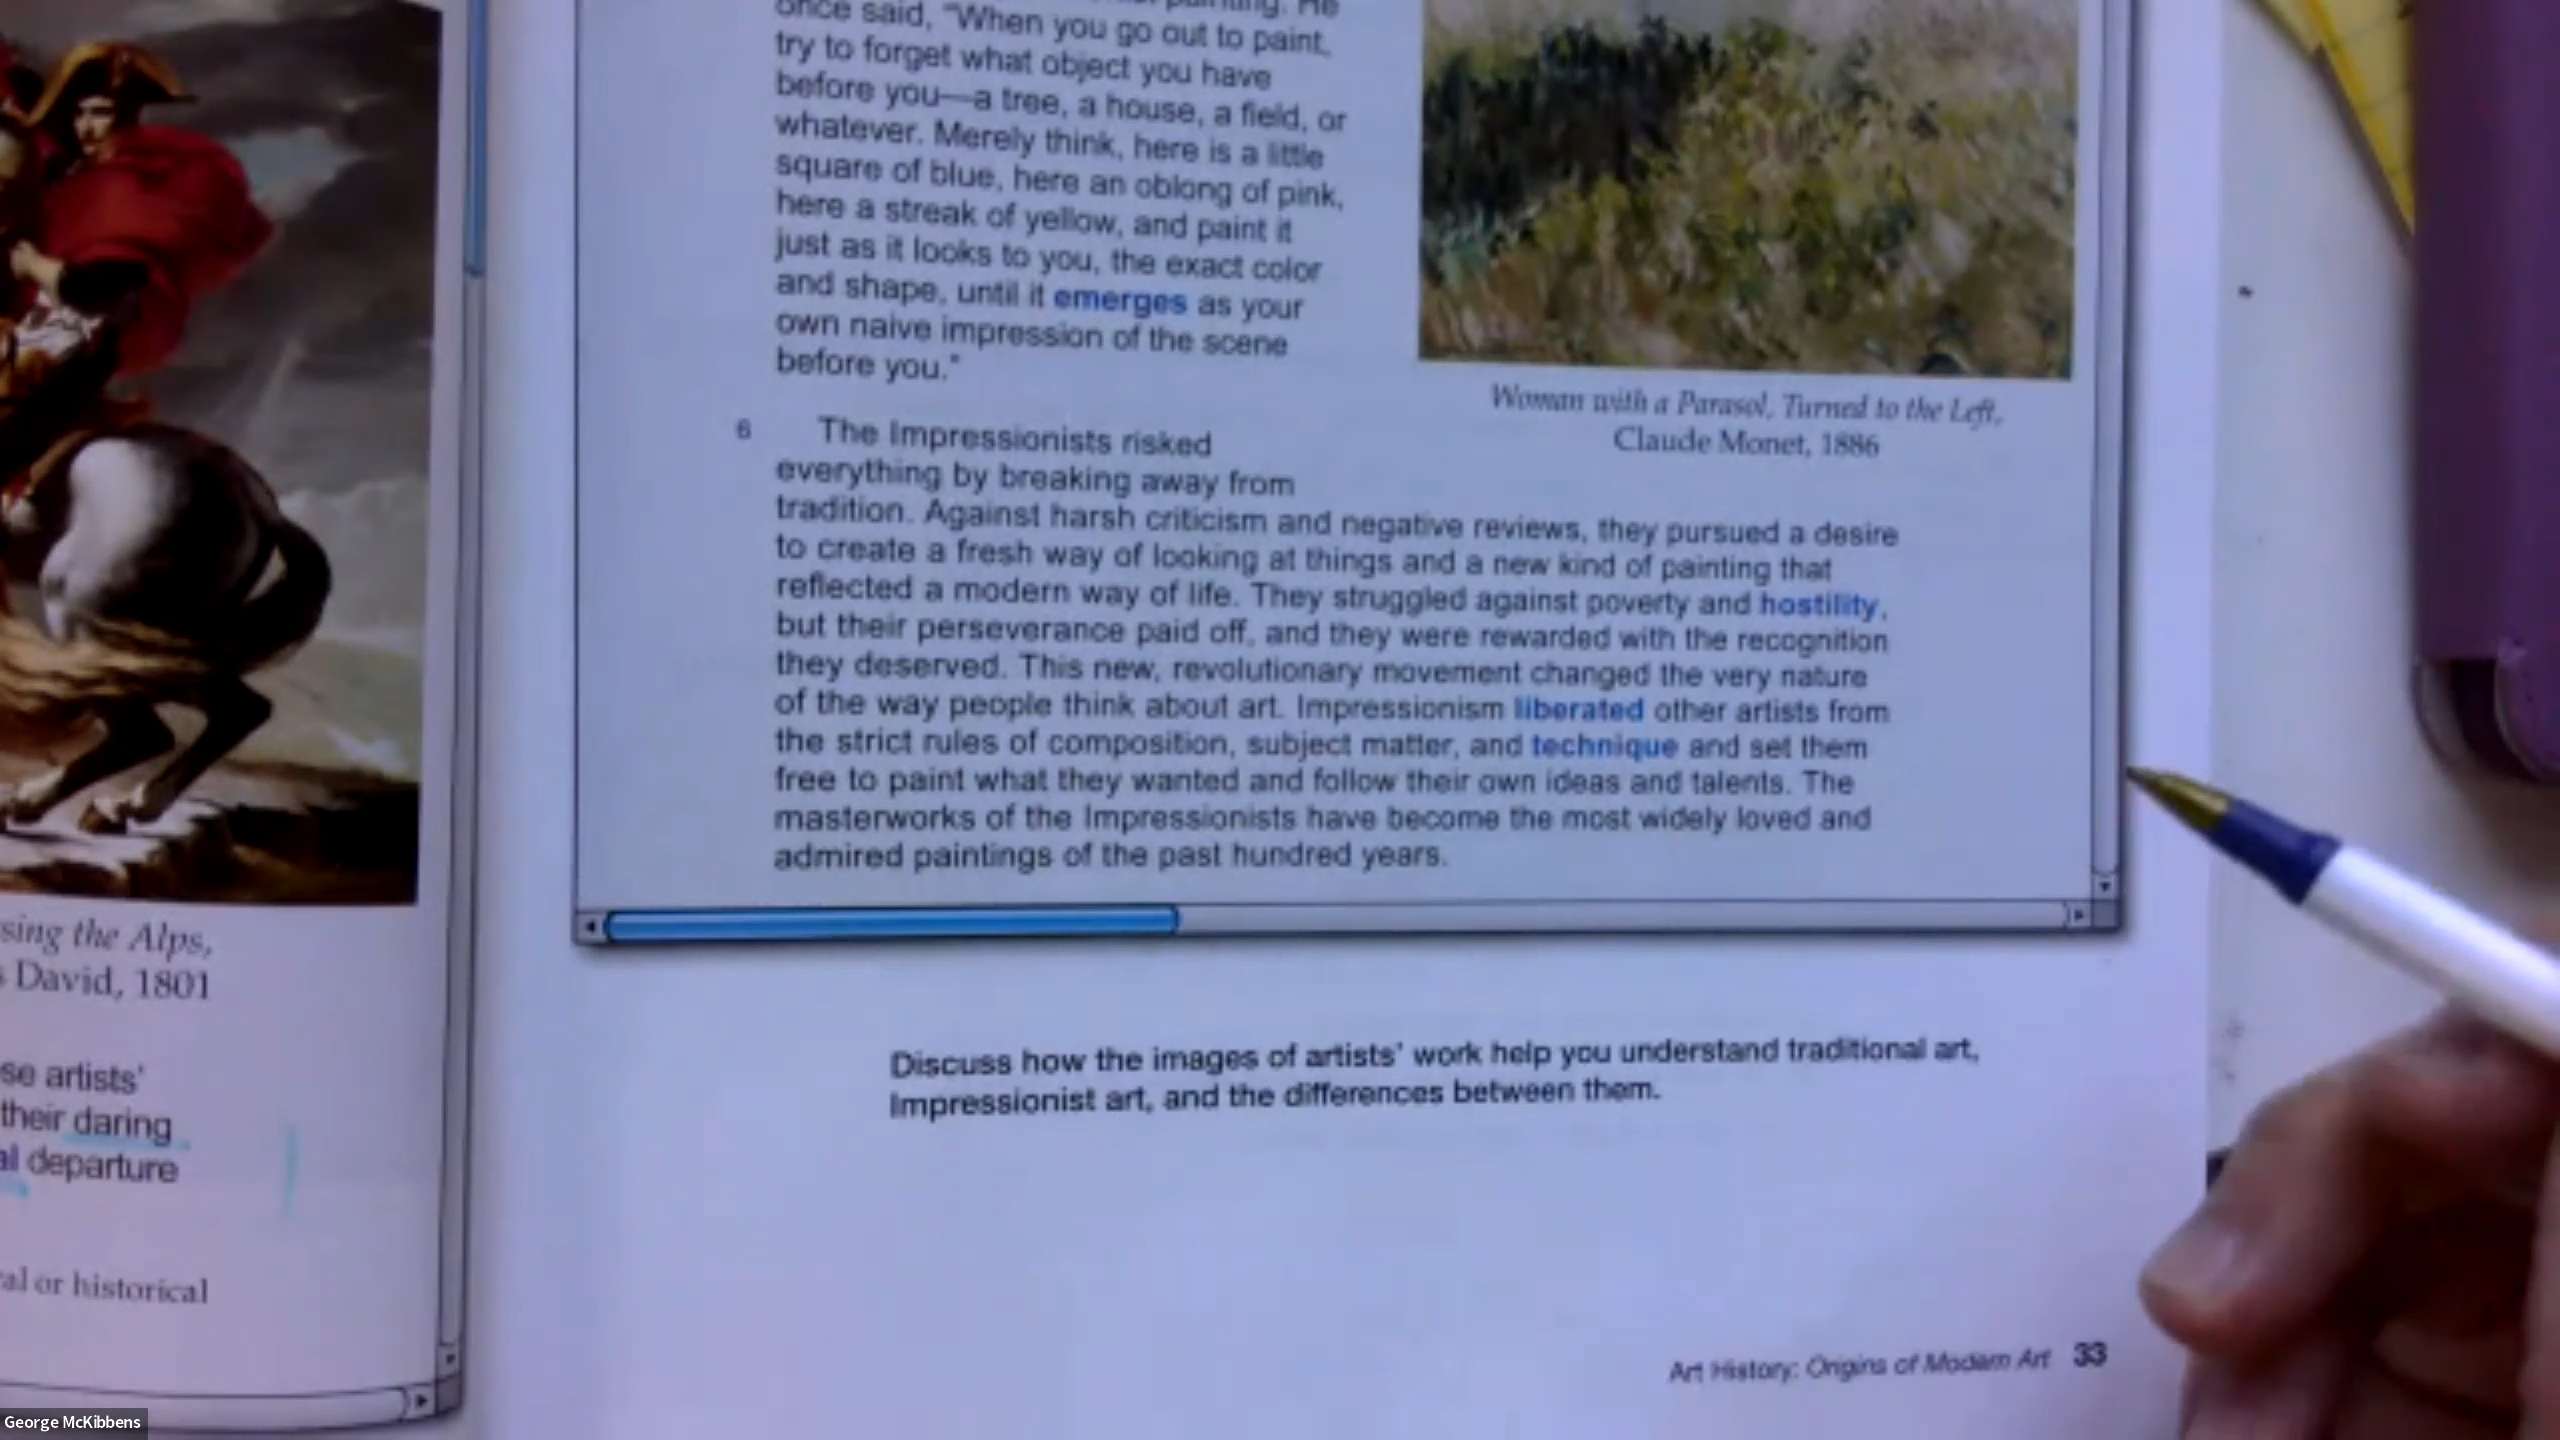 sing the Alps,
David, 1801
se artists'
their daring
al departure
al or historical
painting. He
once said, "When you go out to paint,
try to forget what object you have
before you—a tree, a house, a field, or
whatever. Merely think, here is a little
square of blue, here an oblong of pink,
here a streak of yellow, and paint it
just as it looks to you, the exact color
and shape, until it emerges as your
own naive impression of the scene
before you."
Woman with a Parasol, Turned to the Left,
Claude Monet, 1886
6 The Impressionists risked
everything by breaking away from
tradition. Against harsh criticism and negative reviews, they pursued a desire
to create a fresh way of looking at things and a new kind of painting that
reflected a modern way of life. They struggled against poverty and hostility,
but their perseverance paid off, and they were rewarded with the recognition
they deserved. This new, revolutionary movement changed the very nature
of the way people think about art. Impressionism liberated other artists from
the strict rules of composition, subject matter, and technique and set them
free to paint what they wanted and follow their own ideas and talents. The
masterworks of the Impressionists have become the most widely loved and
admired paintings of the past hundred years.
Discuss how the images of artists' work help you understand traditional art,
Impressionist art, and the differences between them.
Art History: Origins of Modern Art 33
George McKibbens